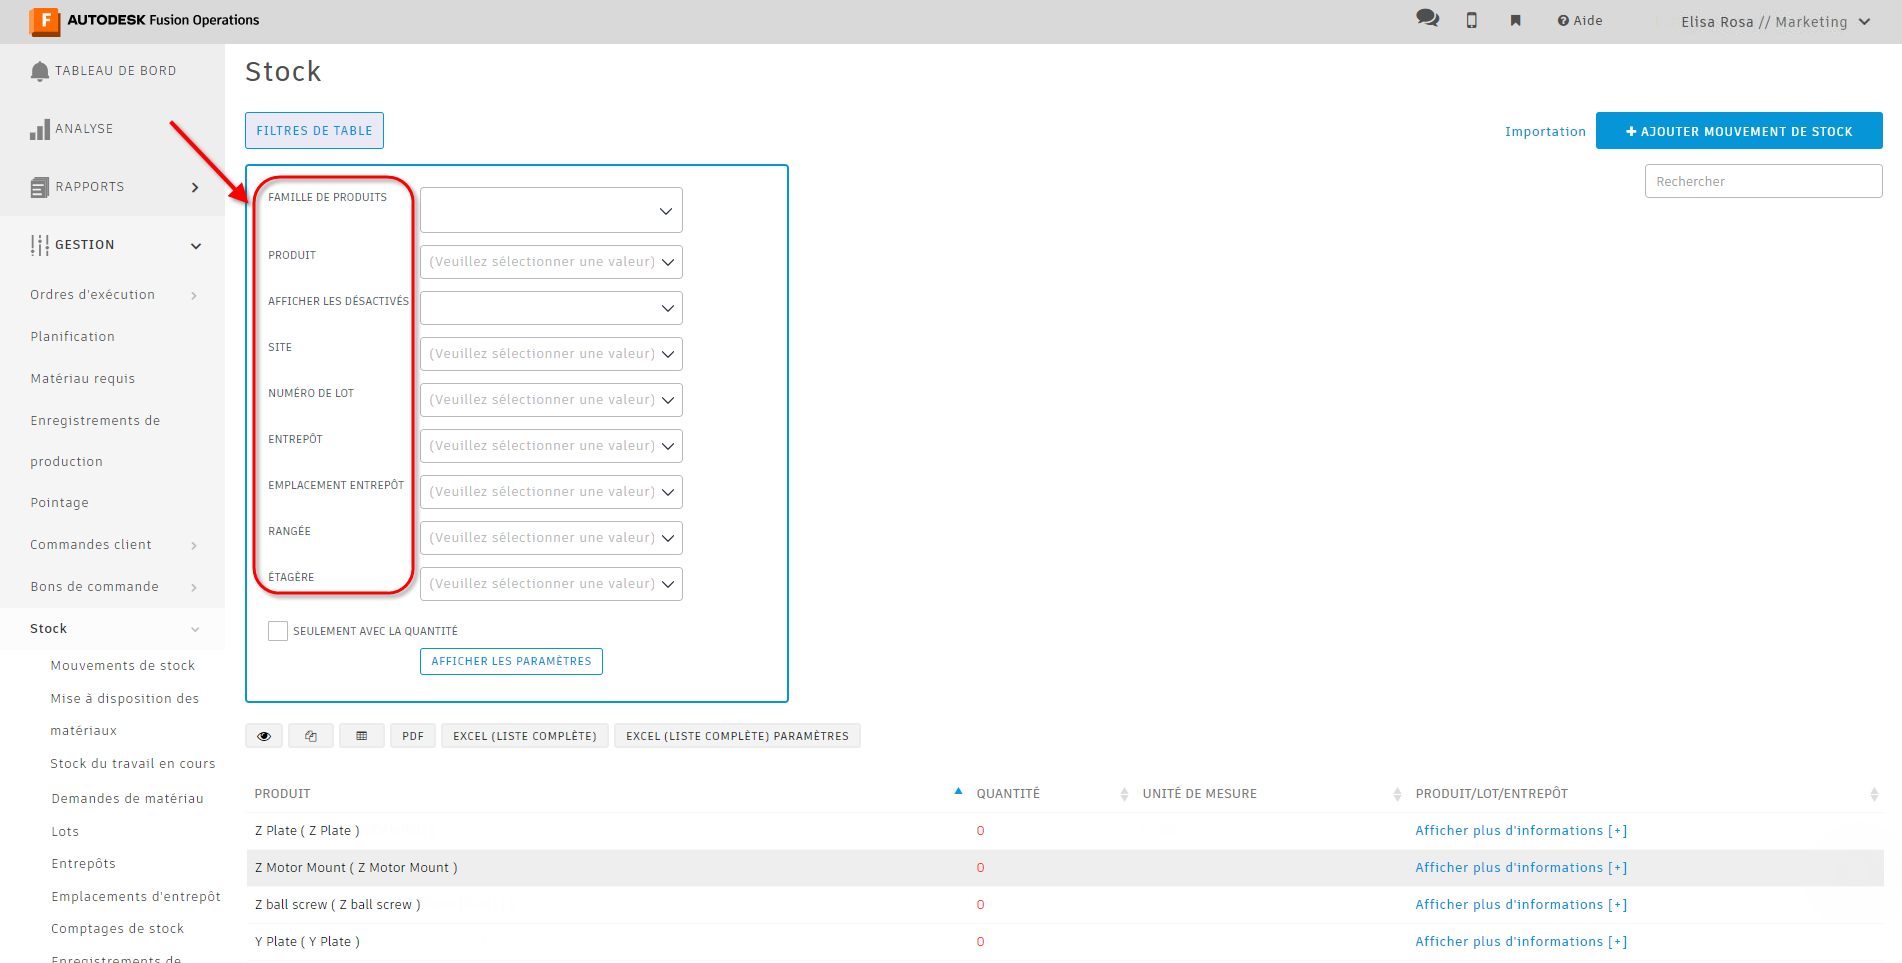 F AUTODESK Fusion Operations
Aide
Elisa Rosa // Marketing
TABLEAU DE BORD
ANALYSE
RAPPORTS
GESTION
Ordres d'exécution
Planification
Matériau requis
Enregistrements de
production
Pointage
Commandes client
Bons de commande
Stock
Mouvements de stock
Mise à disposition des
matériaux
Stock du travail en cours
Demandes de matériau
Lots
Entrepôts
Emplacements d'entrepôt
Comptages de stock
Enregistrements de
Stock
FILTRES DE TABLE
Importation
+ AJOUTER MOUVEMENT DE STOCK
Rechercher
FAMILLE DE PRODUITS
PRODUIT (Veuillez sélectionner une valeur)
AFFICHER LES DÉSACTIVÉS
SITE (Veuillez sélectionner une valeur)
NUMÉRO DE LOT (Veuillez sélectionner une valeur)
ENTREPÔT (Veuillez sélectionner une valeur)
EMPLACEMENT ENTREPÔT (Veuillez sélectionner une valeur)
RANGÉE (Veuillez sélectionner une valeur)
ÉTAGÈRE (Veuillez sélectionner une valeur)
SEULEMENT AVEC LA QUANTITÉ
AFFICHER LES PARAMÈTRES
PDF EXCEL (LISTE COMPLÈTE) EXCEL (LISTE COMPLÈTE) PARAMÈTRES
PRODUIT QUANTITÉ UNITÉ DE MESURE PRODUIT/LOT/ENTREPÔT
Z Plate ( Z Plate ) 0 Afficher plus d'informations [+]
Z Motor Mount ( Z Motor Mount ) 0 Afficher plus d'informations [+]
Z ball screw ( Z ball screw ) 0 Afficher plus d'informations [+]
Y Plate ( Y Plate ) 0 Afficher plus d'informations [+]